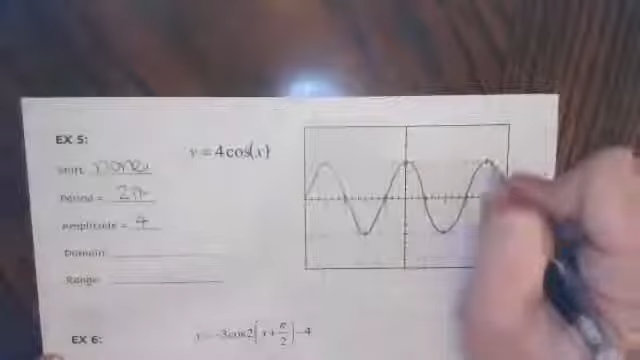 EX 5:
y = 4cos(x)
Shift: none
Period = 2π
Amplitude = 4
Domain:
Range:
EX 6:
y = -3cos2(x+π/2)-4